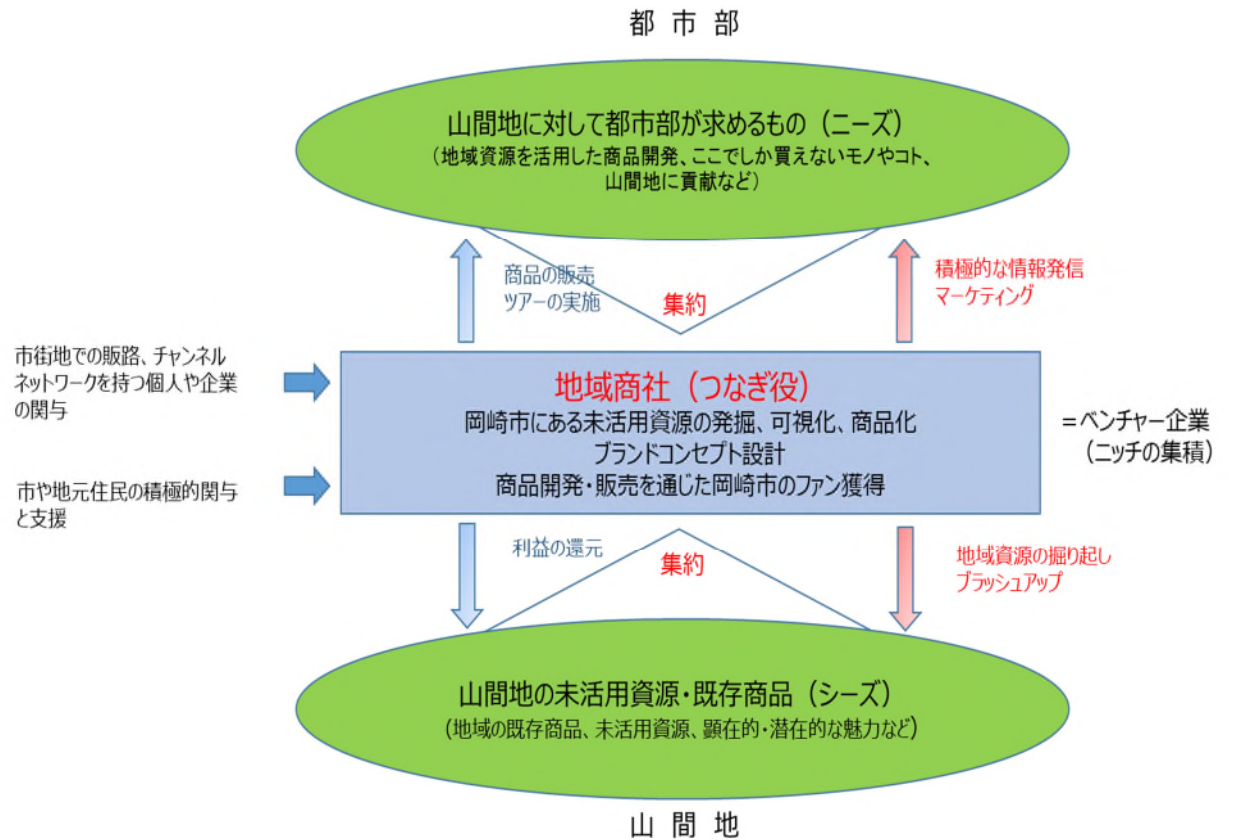 都 市 部
山間地に対して都市部が求めるもの（ニーズ）
（地域資源を活用した商品開発、ここでしか買えないモノやコト、
山間地に貢献など）
商品の販売
ツアーの実施
集約
積極的な情報発信
マーケティング
市街地での販路、チャンネル
ネットワークを持つ個人や企業
の関与
市や地元住民の積極的関与
と支援
地域商社（つなぎ役）
岡崎市にある未活用資源の発掘、可視化、商品化
ブランドコンセプト設計
商品開発・販売を通じた岡崎市のファン獲得
＝ベンチャー企業
（ニッチの集積）
利益の還元
集約
地域資源の掘り起し
ブラッシュアップ
山間地の未活用資源・既存商品（シーズ）
(地域の既存商品、未活用資源、顕在的・潜在的な魅力など)
山 間 地